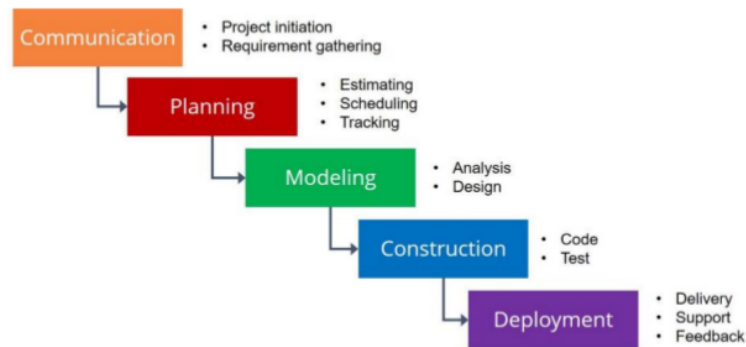 Communication
• Project initiation
• Requirement gathering
Planning
• Estimating
• Scheduling
• Tracking
Modeling
• Analysis
• Design
Construction
• Code
• Test
Deployment
• Delivery
• Support
• Feedback